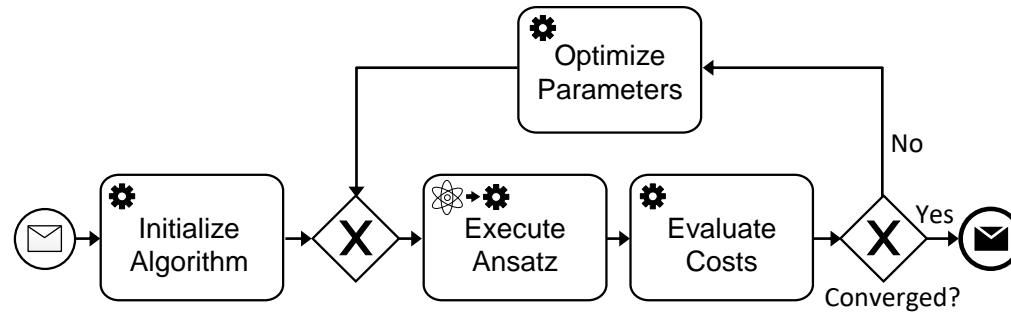 Optimize
Parameters
No
Initialize
Algorithm
X
Execute
Ansatz
Evaluate
Costs
X
Yes
Converged?